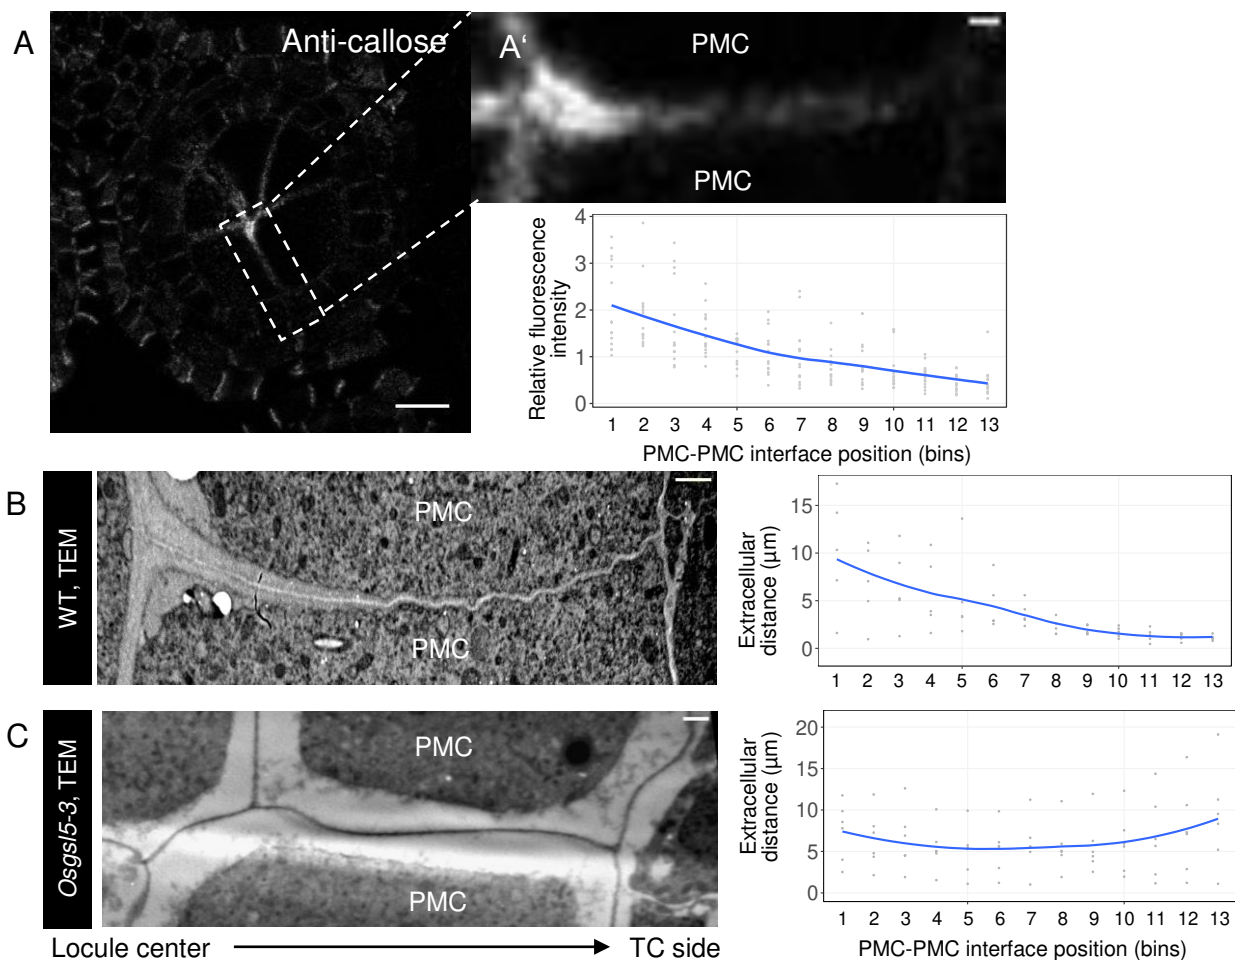 A
Anti-callose
A‘
PMC
PMC
Relative fluorescence
intensity
4
3
2
1
0
1 2 3 4 5 6 7 8 9 10 11 12 13
PMC-PMC interface position (bins)
B
WT, TEM
PMC
PMC
Extracellular
distance (µm)
15
10
5
0
1 2 3 4 5 6 7 8 9 10 11 12 13
C
Osgsl5-3, TEM
PMC
PMC
Extracellular
distance (µm)
20
15
10
5
0
1 2 3 4 5 6 7 8 9 10 11 12 13
Locule center
TC side
PMC-PMC interface position (bins)